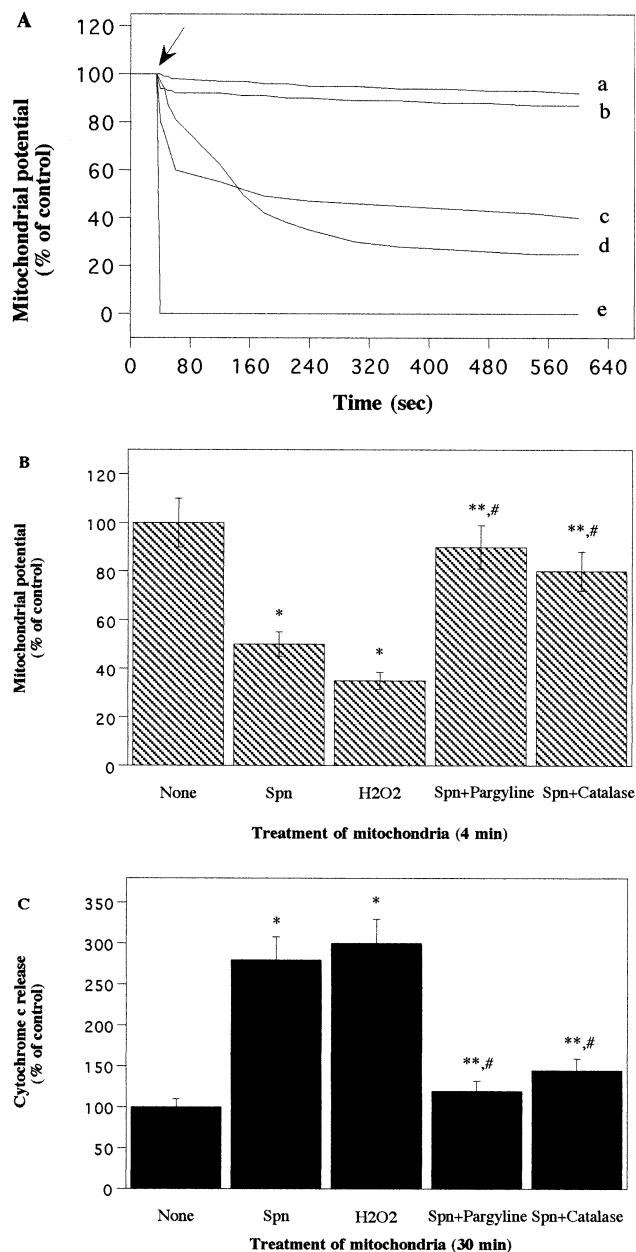 A
Mitochondrial potential
(% of control)
120
100
80
60
40
20
0
a
b
c
d
e
0 80 160 240 320 400 480 560 640
Time (sec)
B
Mitochondrial potential
(% of control)
120
100
80
60
40
20
0
*
*
**,#
**,#
None Spn H2O2 Spn+Pargyline Spn+Catalase
Treatment of mitochondria (4 min)
C
Cytochrome c release
(% of control)
350
300
250
200
150
100
50
0
*
*
**,#
**,#
None Spn H2O2 Spn+Pargyline Spn+Catalase
Treatment of mitochondria (30 min)